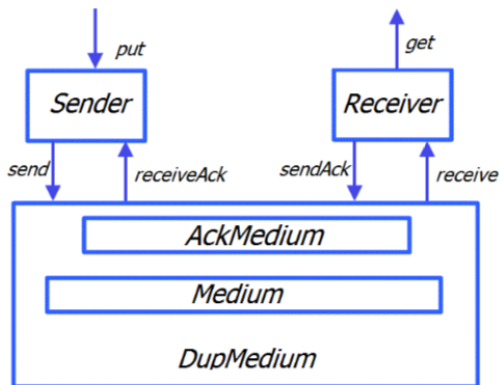 put
get
Sender
Receiver
send
receiveAck
sendAck
receive
AckMedium
Medium
DupMedium